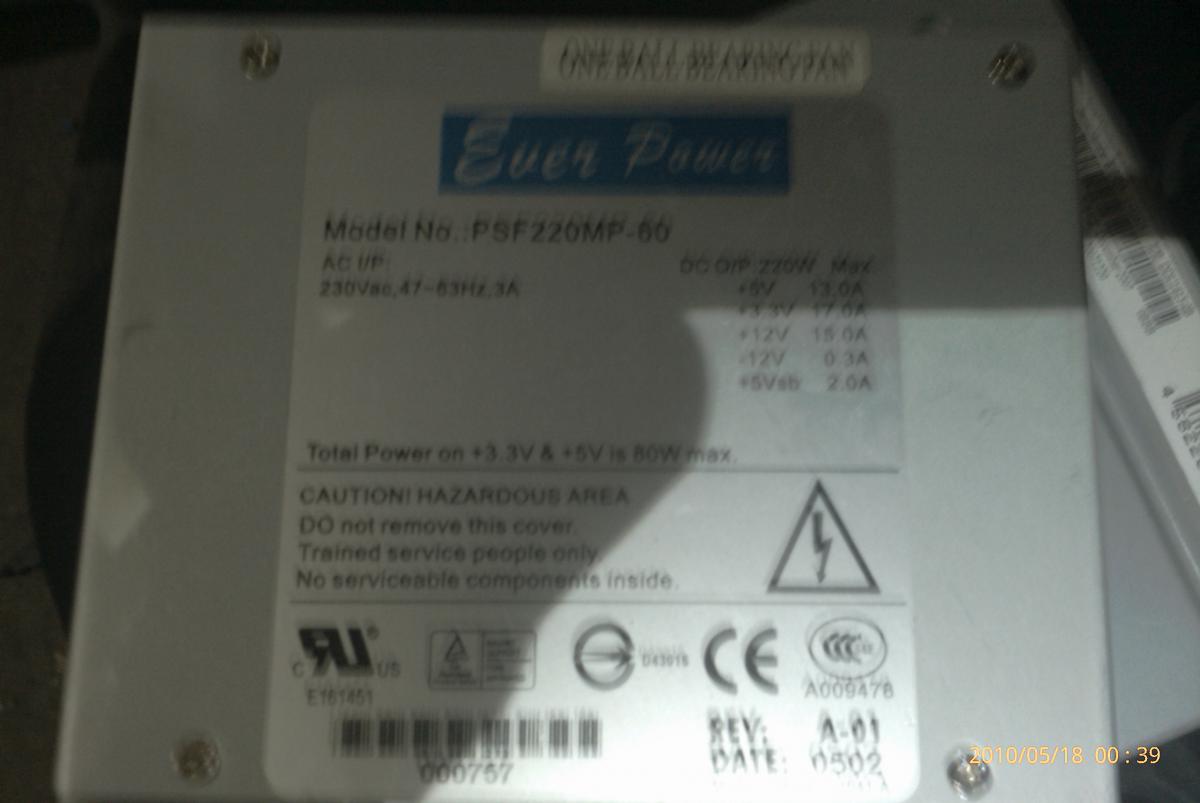 ONE BALL BEARING FAN
Ever Power
Model No.:PSF220MP-60
AC I/P:
230Vac,47~63Hz,3A
DC O/P:220W Max
+5V 13.0A
+3.3V 17.0A
+12V 15.0A
-12V 0.3A
+5Vsb 2.0A
Total Power on +3.3V & +5V is 80W max.
CAUTION! HAZARDOUS AREA
DO not remove this cover.
Trained service people only.
No serviceable components inside.
C RU ® US
E161451
D43015
CE
CCC
A009478
000757
REV: A-01
DATE: 0502
2010/05/18 00:39